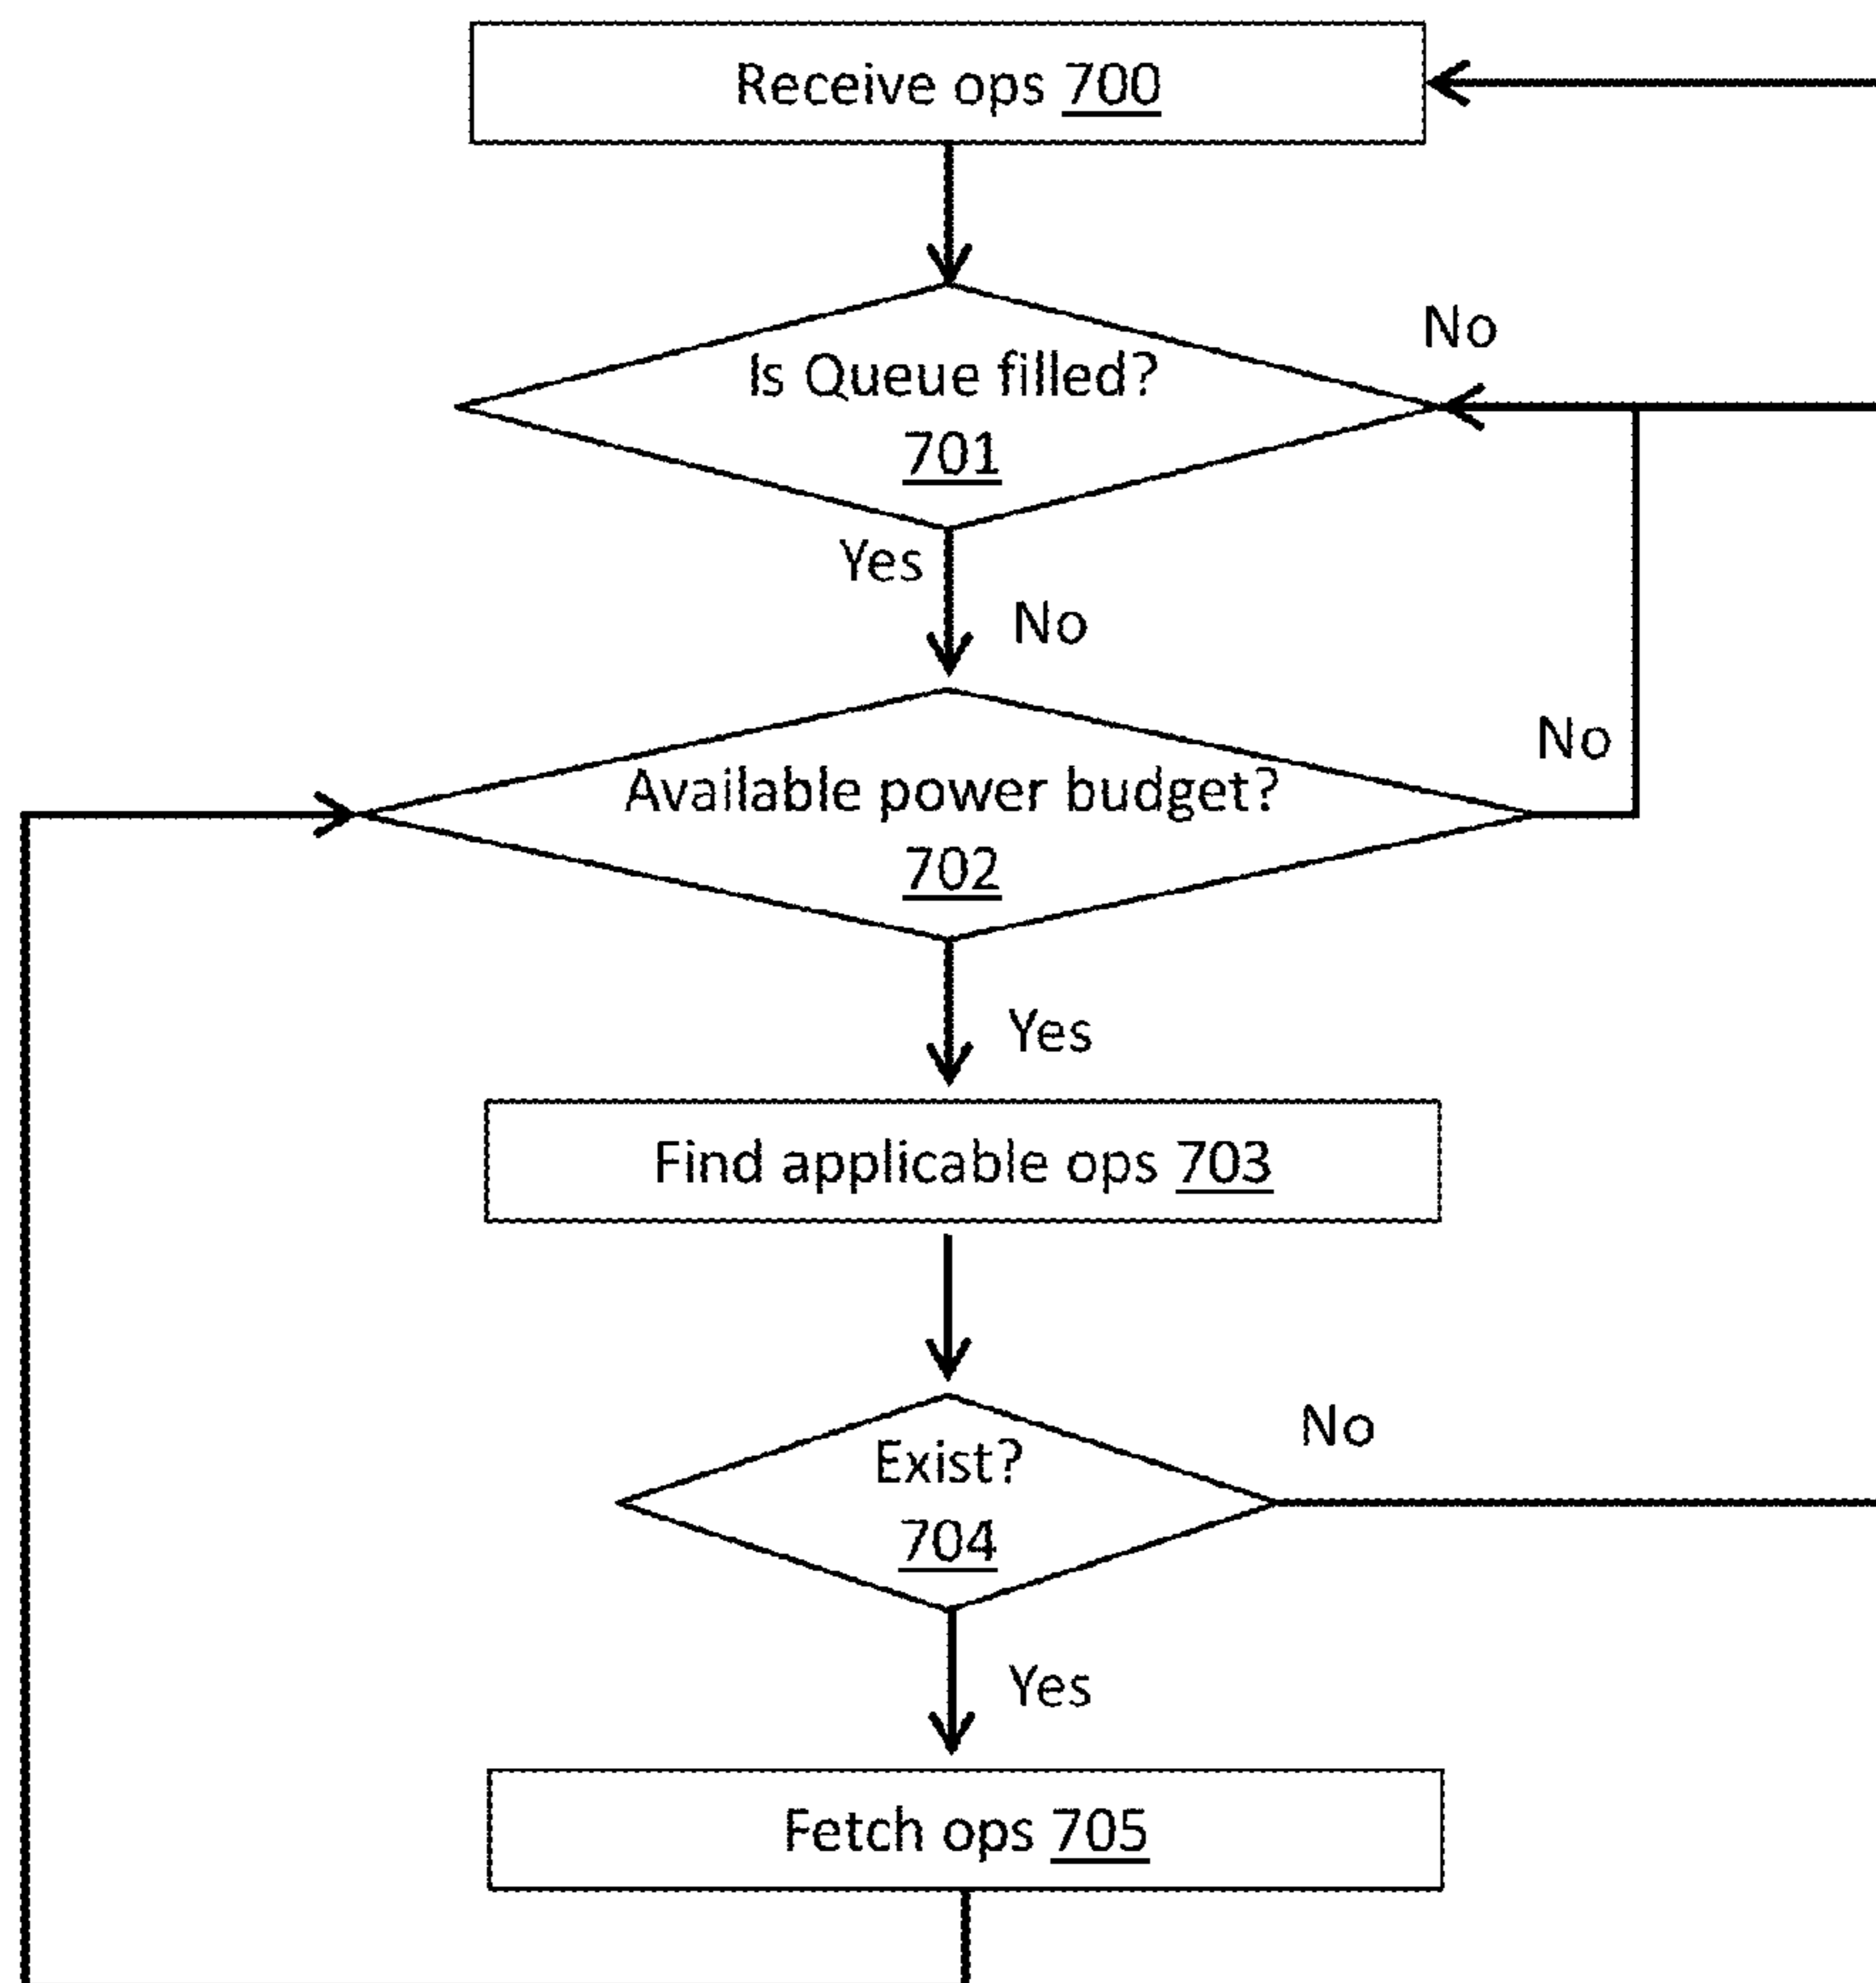 Receive ops 700
No
Is Queue filled?
701
Yes
No
No
Available power budget?
702
Yes
Find applicable ops 703
No
Exist?
704
Yes
Fetch ops 705